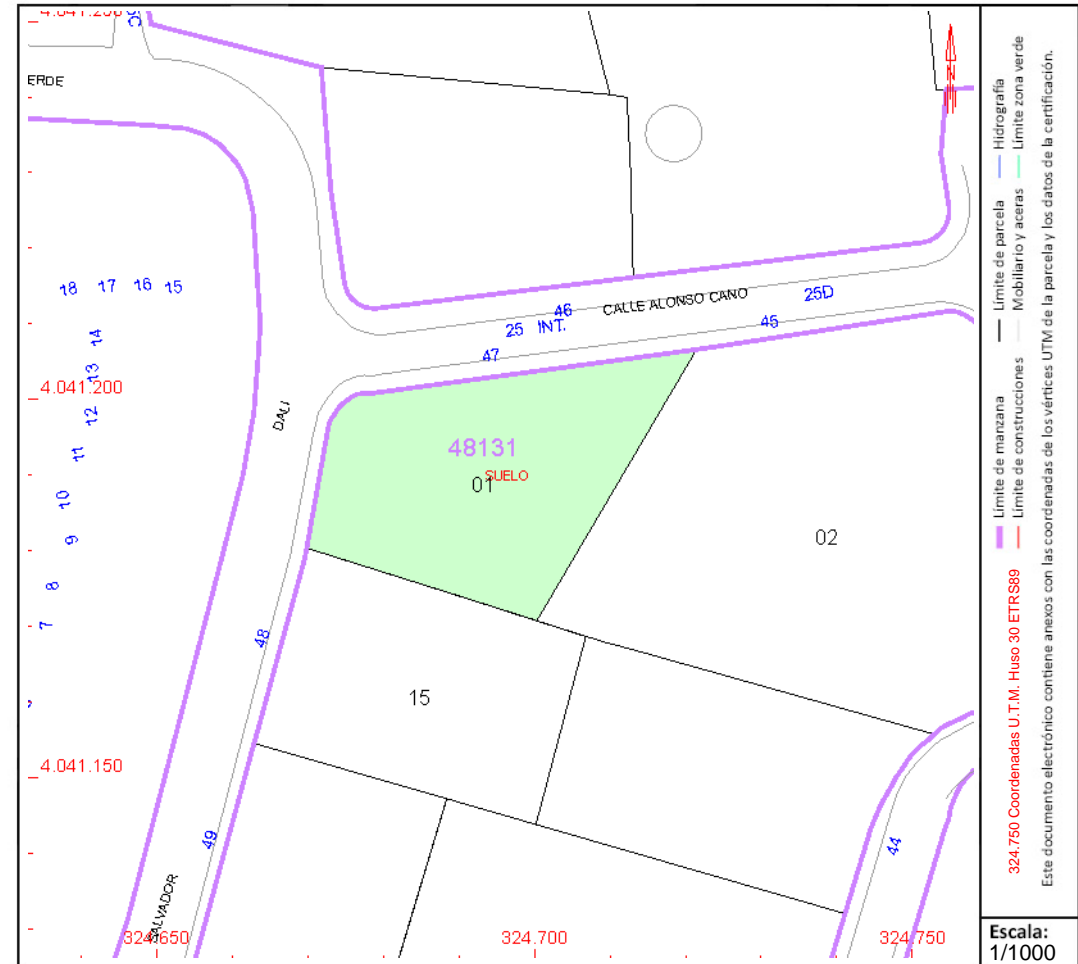 4.041.250
ERDE
18
17
16
15
14
13
12
11
10
9
8
7
46
CALLE ALONSO CANO
25D
25 INT.
45
47
4.041.200
DALI
48131
SUELO
01
02
48
15
4.041.150
49
44
SALVADOR
324.650
324.700
324.750
N
Límite de manzana
Límite de parcela
Hidrografía
Límite de construcciones
Mobiliario y aceras
Límite zona verde
324.750 Coordenadas U.T.M. Huso 30 ETRS89
Este documento electrónico contiene anexos con las coordenadas de los vértices UTM de la parcela y los datos de la certificación.
Escala:
1/1000